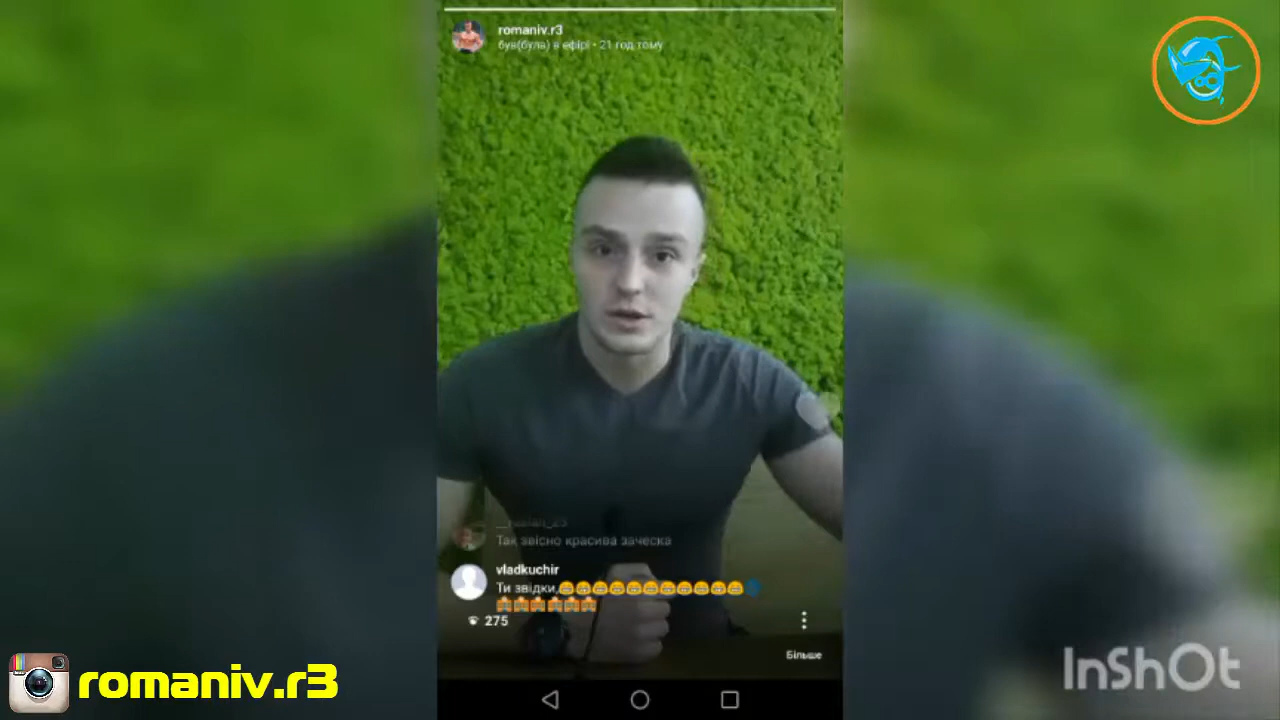 romaniv.r3
був(була) в ефірі • 21 год тому
__ruslan_23
Так звісно красива заческа
vladkuchir
Ти звідки,
275
Більше
romaniv.r3
InShOt